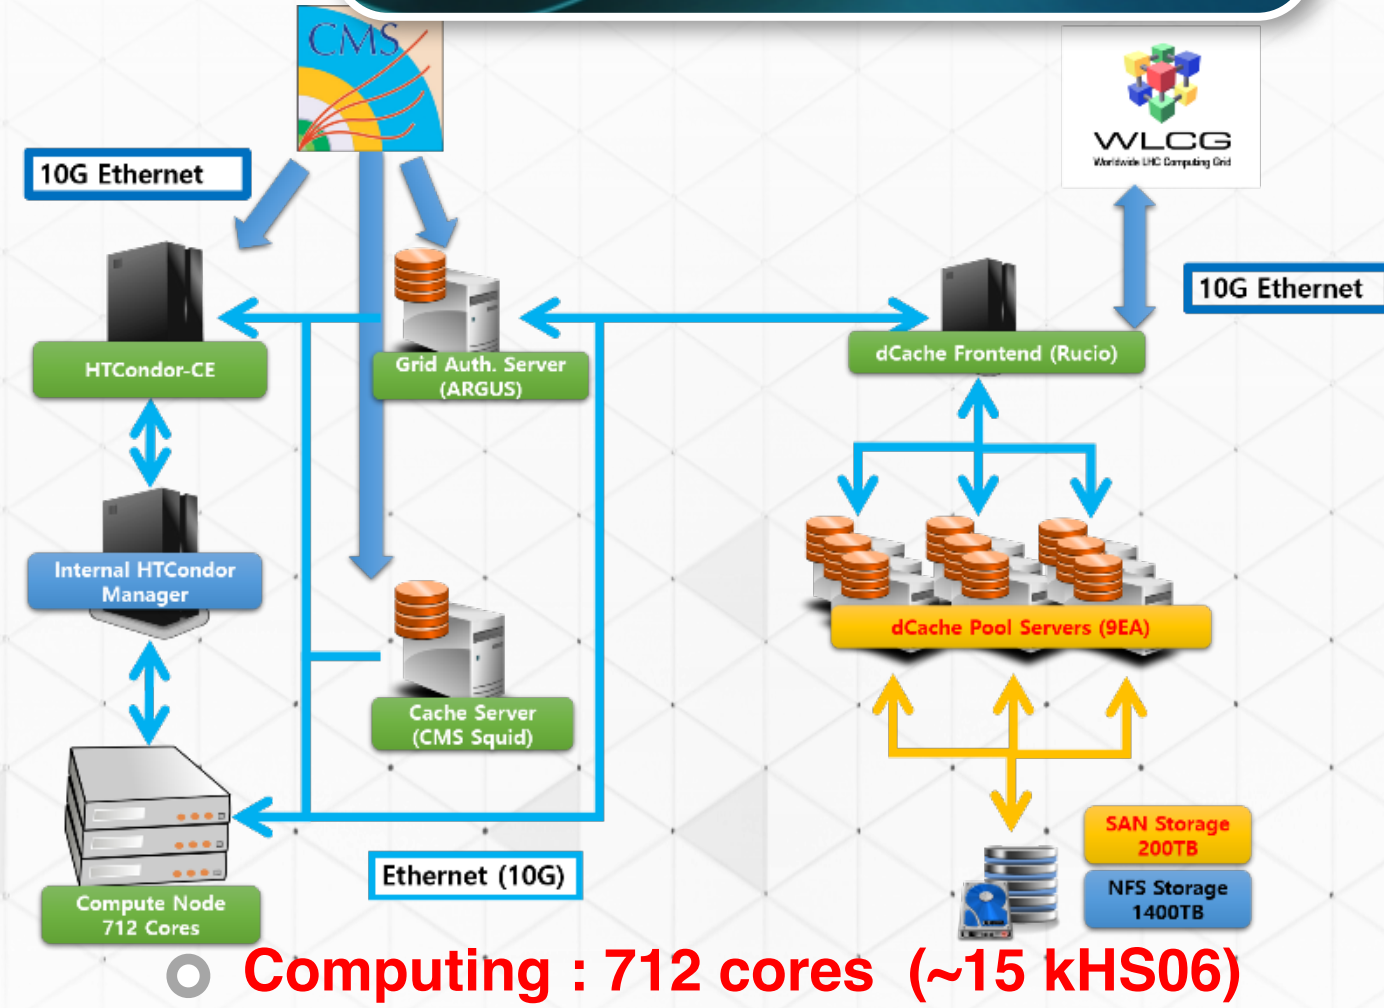 CMS
WLCG
Worldwide LHC Computing Grid
10G Ethernet
10G Ethernet
HTCondor-CE
Grid Auth. Server
(ARGUS)
dCache Frontend (Rucio)
Internal HTCondor
Manager
dCache Pool Servers (9EA)
Cache Server
(CMS Squid)
SAN Storage
200TB
Ethernet (10G)
NFS Storage
1400TB
Compute Node
712 Cores
Computing : 712 cores (~15 kHS06)